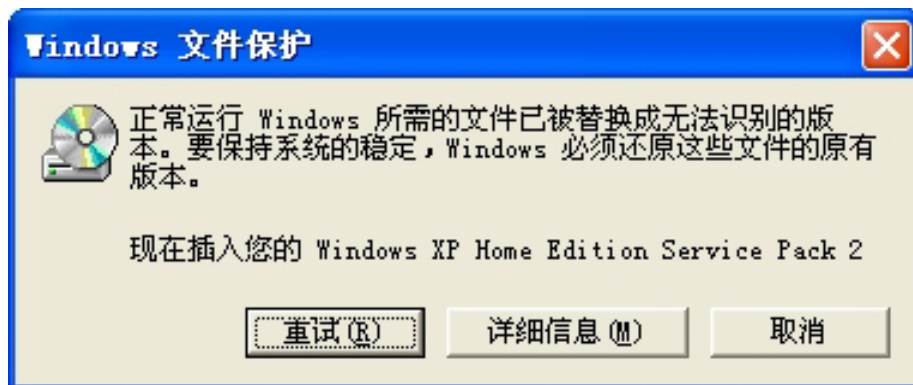 Windows 文件保护
正常运行 Windows 所需的文件已被替换成无法识别的版
本。要保持系统的稳定，Windows 必须还原这些文件的原有
版本。
现在插入您的 Windows XP Home Edition Service Pack 2
重试(R) 详细信息(M) 取消